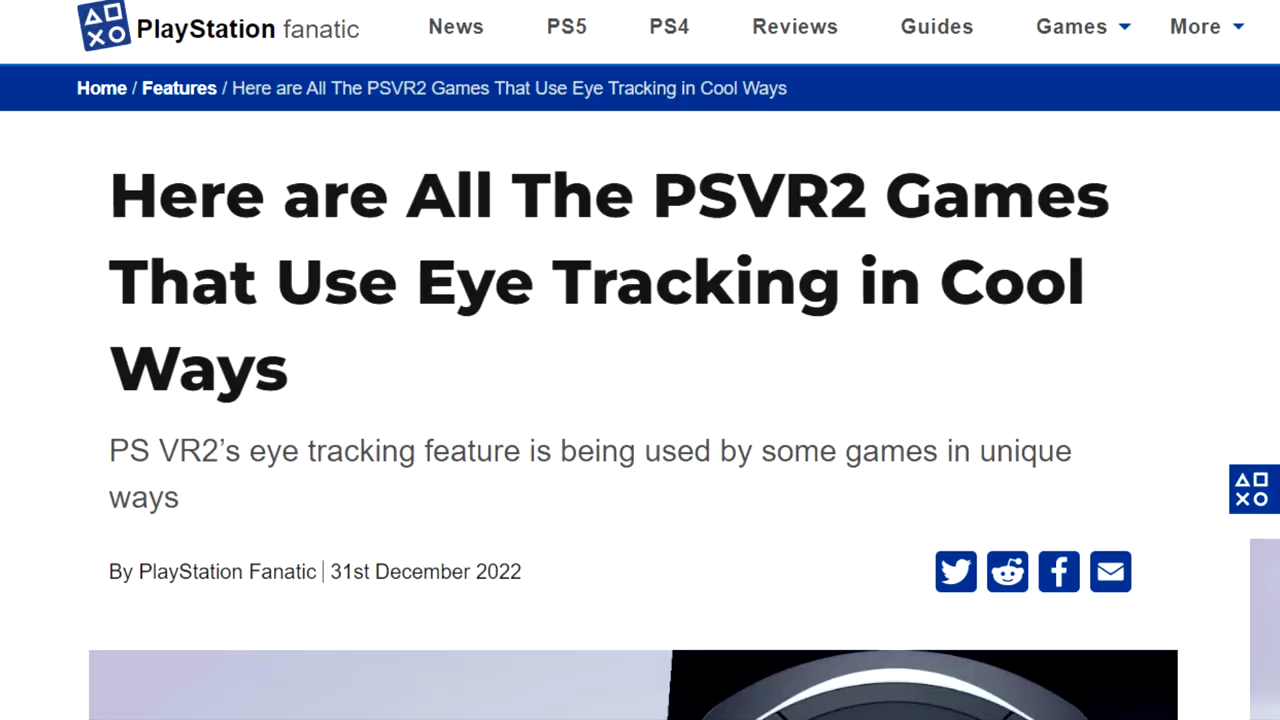 PlayStation fanatic
News PS5 PS4 Reviews Guides Games More
Home / Features / Here are All The PSVR2 Games That Use Eye Tracking in Cool Ways
Here are All The PSVR2 Games
That Use Eye Tracking in Cool
Ways
PS VR2’s eye tracking feature is being used by some games in unique
ways
By PlayStation Fanatic | 31st December 2022